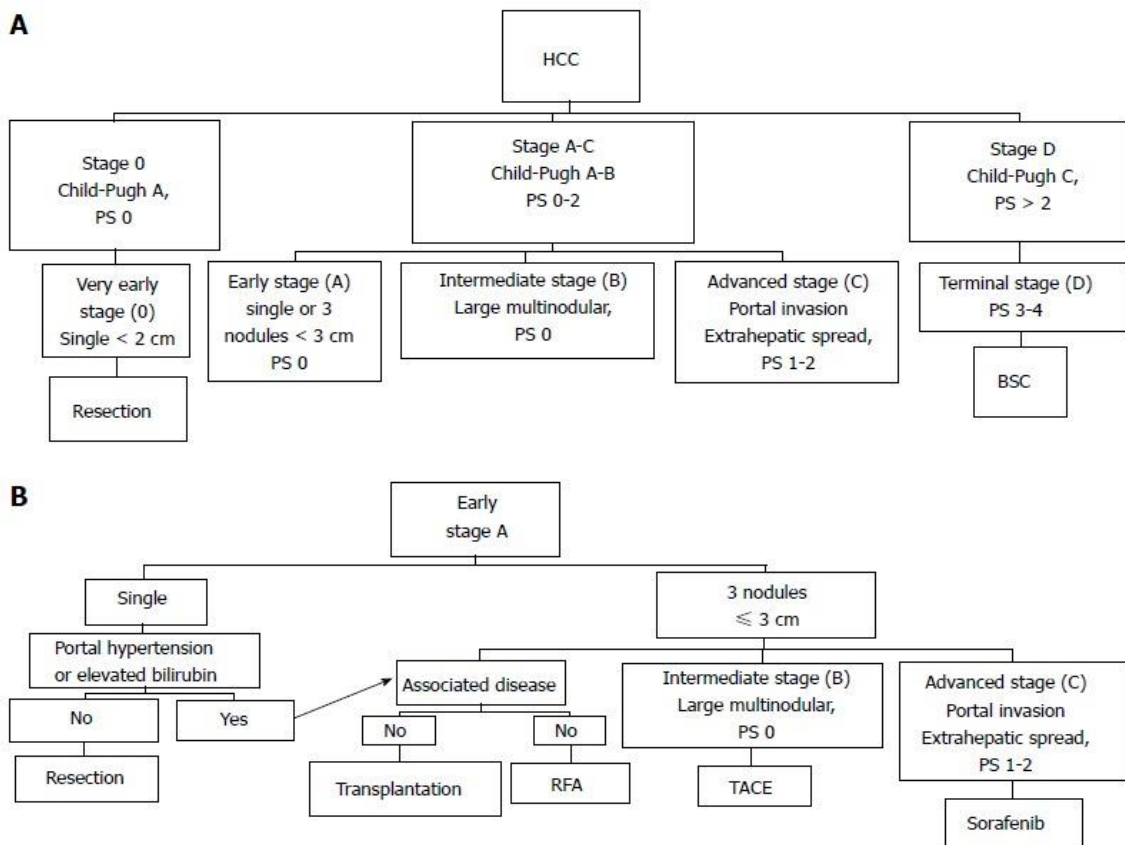 A
HCC
Stage 0
Child-Pugh A,
PS 0
Stage A-C
Child-Pugh A-B
PS 0-2
Stage D
Child-Pugh C,
PS > 2
Very early
stage (0)
Single < 2 cm
Early stage (A)
single or 3
nodules < 3 cm
PS 0
Intermediate stage (B)
Large multinodular,
PS 0
Advanced stage (C)
Portal invasion
Extrahepatic spread,
PS 1-2
Terminal stage (D)
PS 3-4
Resection
BSC
B
Early
stage A
Single
3 nodules
⩽ 3 cm
Portal hypertension
or elevated bilirubin
Associated disease
Intermediate stage (B)
Large multinodular,
PS 0
Advanced stage (C)
Portal invasion
Extrahepatic spread,
PS 1-2
No
Yes
No
No
Resection
Transplantation
RFA
TACE
Sorafenib